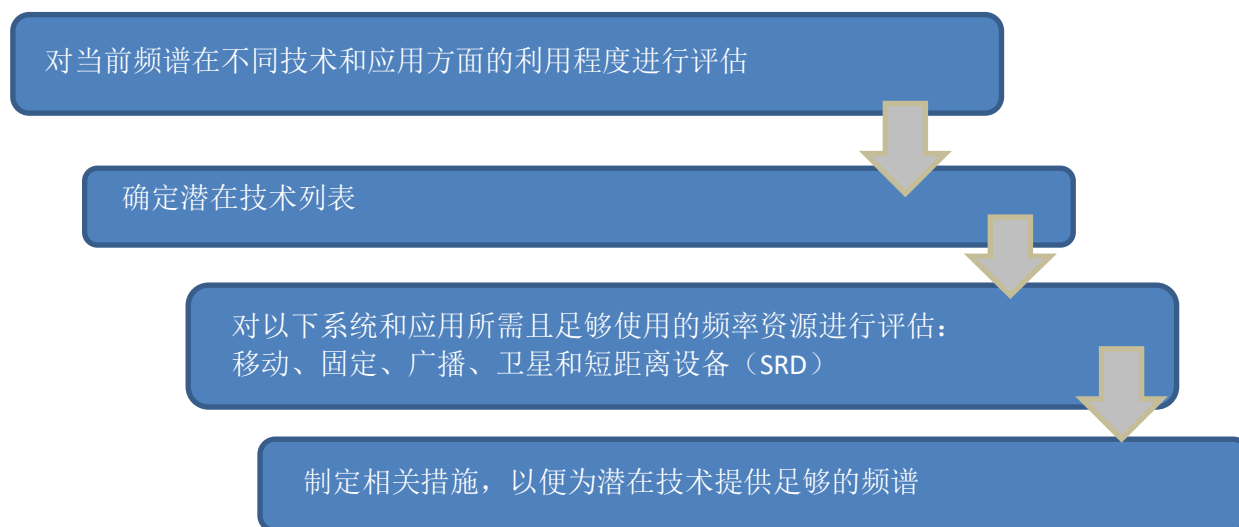 对当前频谱在不同技术和应用方面的利用程度进行评估
确定潜在技术列表
对以下系统和应用所需且足够使用的频率资源进行评估：
移动、固定、广播、卫星和短距离设备（SRD）
制定相关措施，以便为潜在技术提供足够的频谱